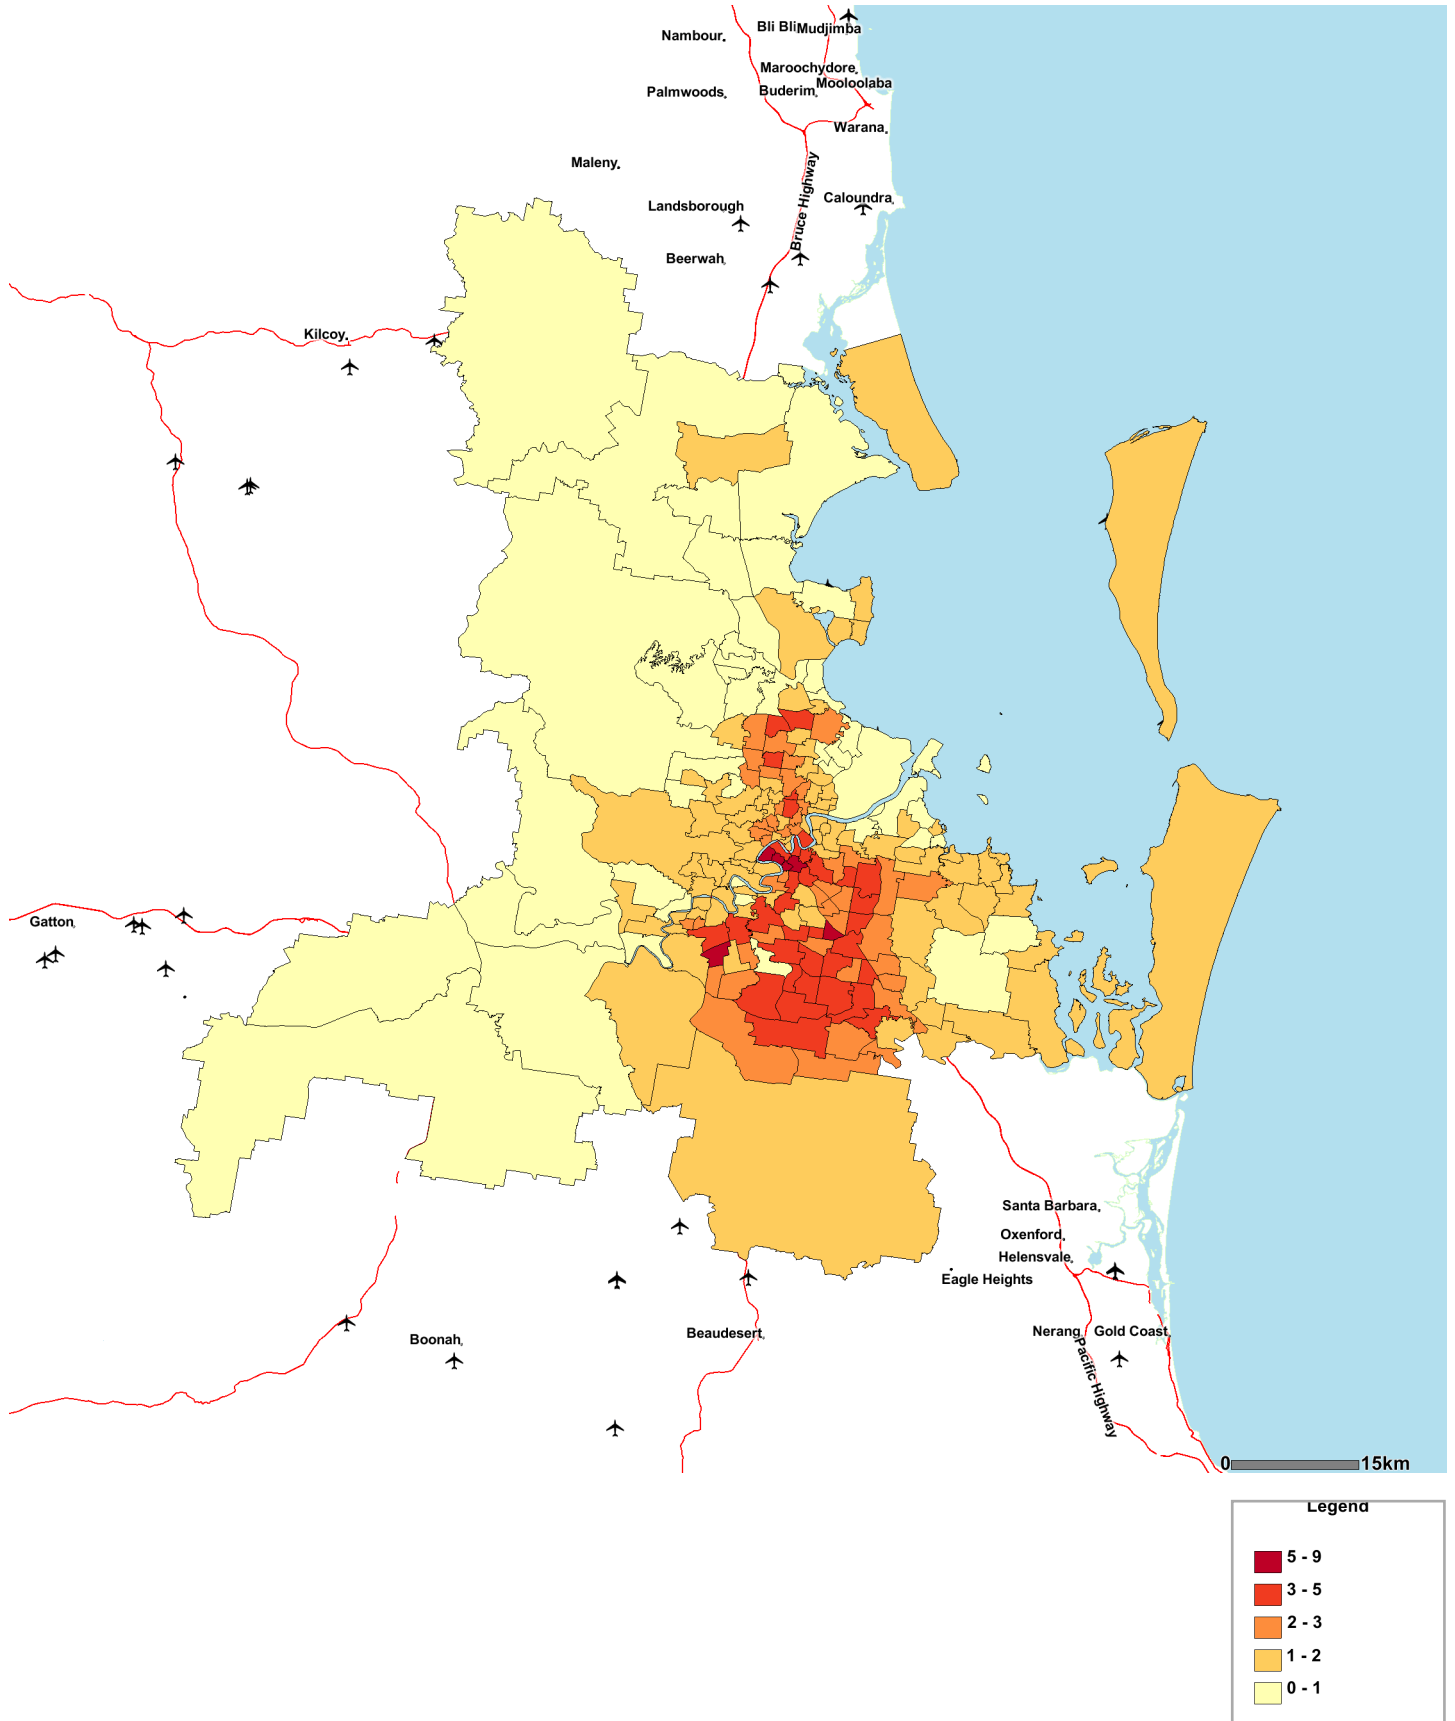 Bli Bli
Mudjimba
Nambour
Maroochydore
Mooloolaba
Palmwoods
Buderim
Warana
Maleny
Bruce Highway
Caloundra
Landsborough
Beerwah
Kilcoy
Gatton
Santa Barbara
Oxenford
Helensvale
Eagle Heights
Nerang
Gold Coast
Boonah
Beaudesert
Pacific Highway
0 15km
Legend
5 - 9
3 - 5
2 - 3
1 - 2
0 - 1